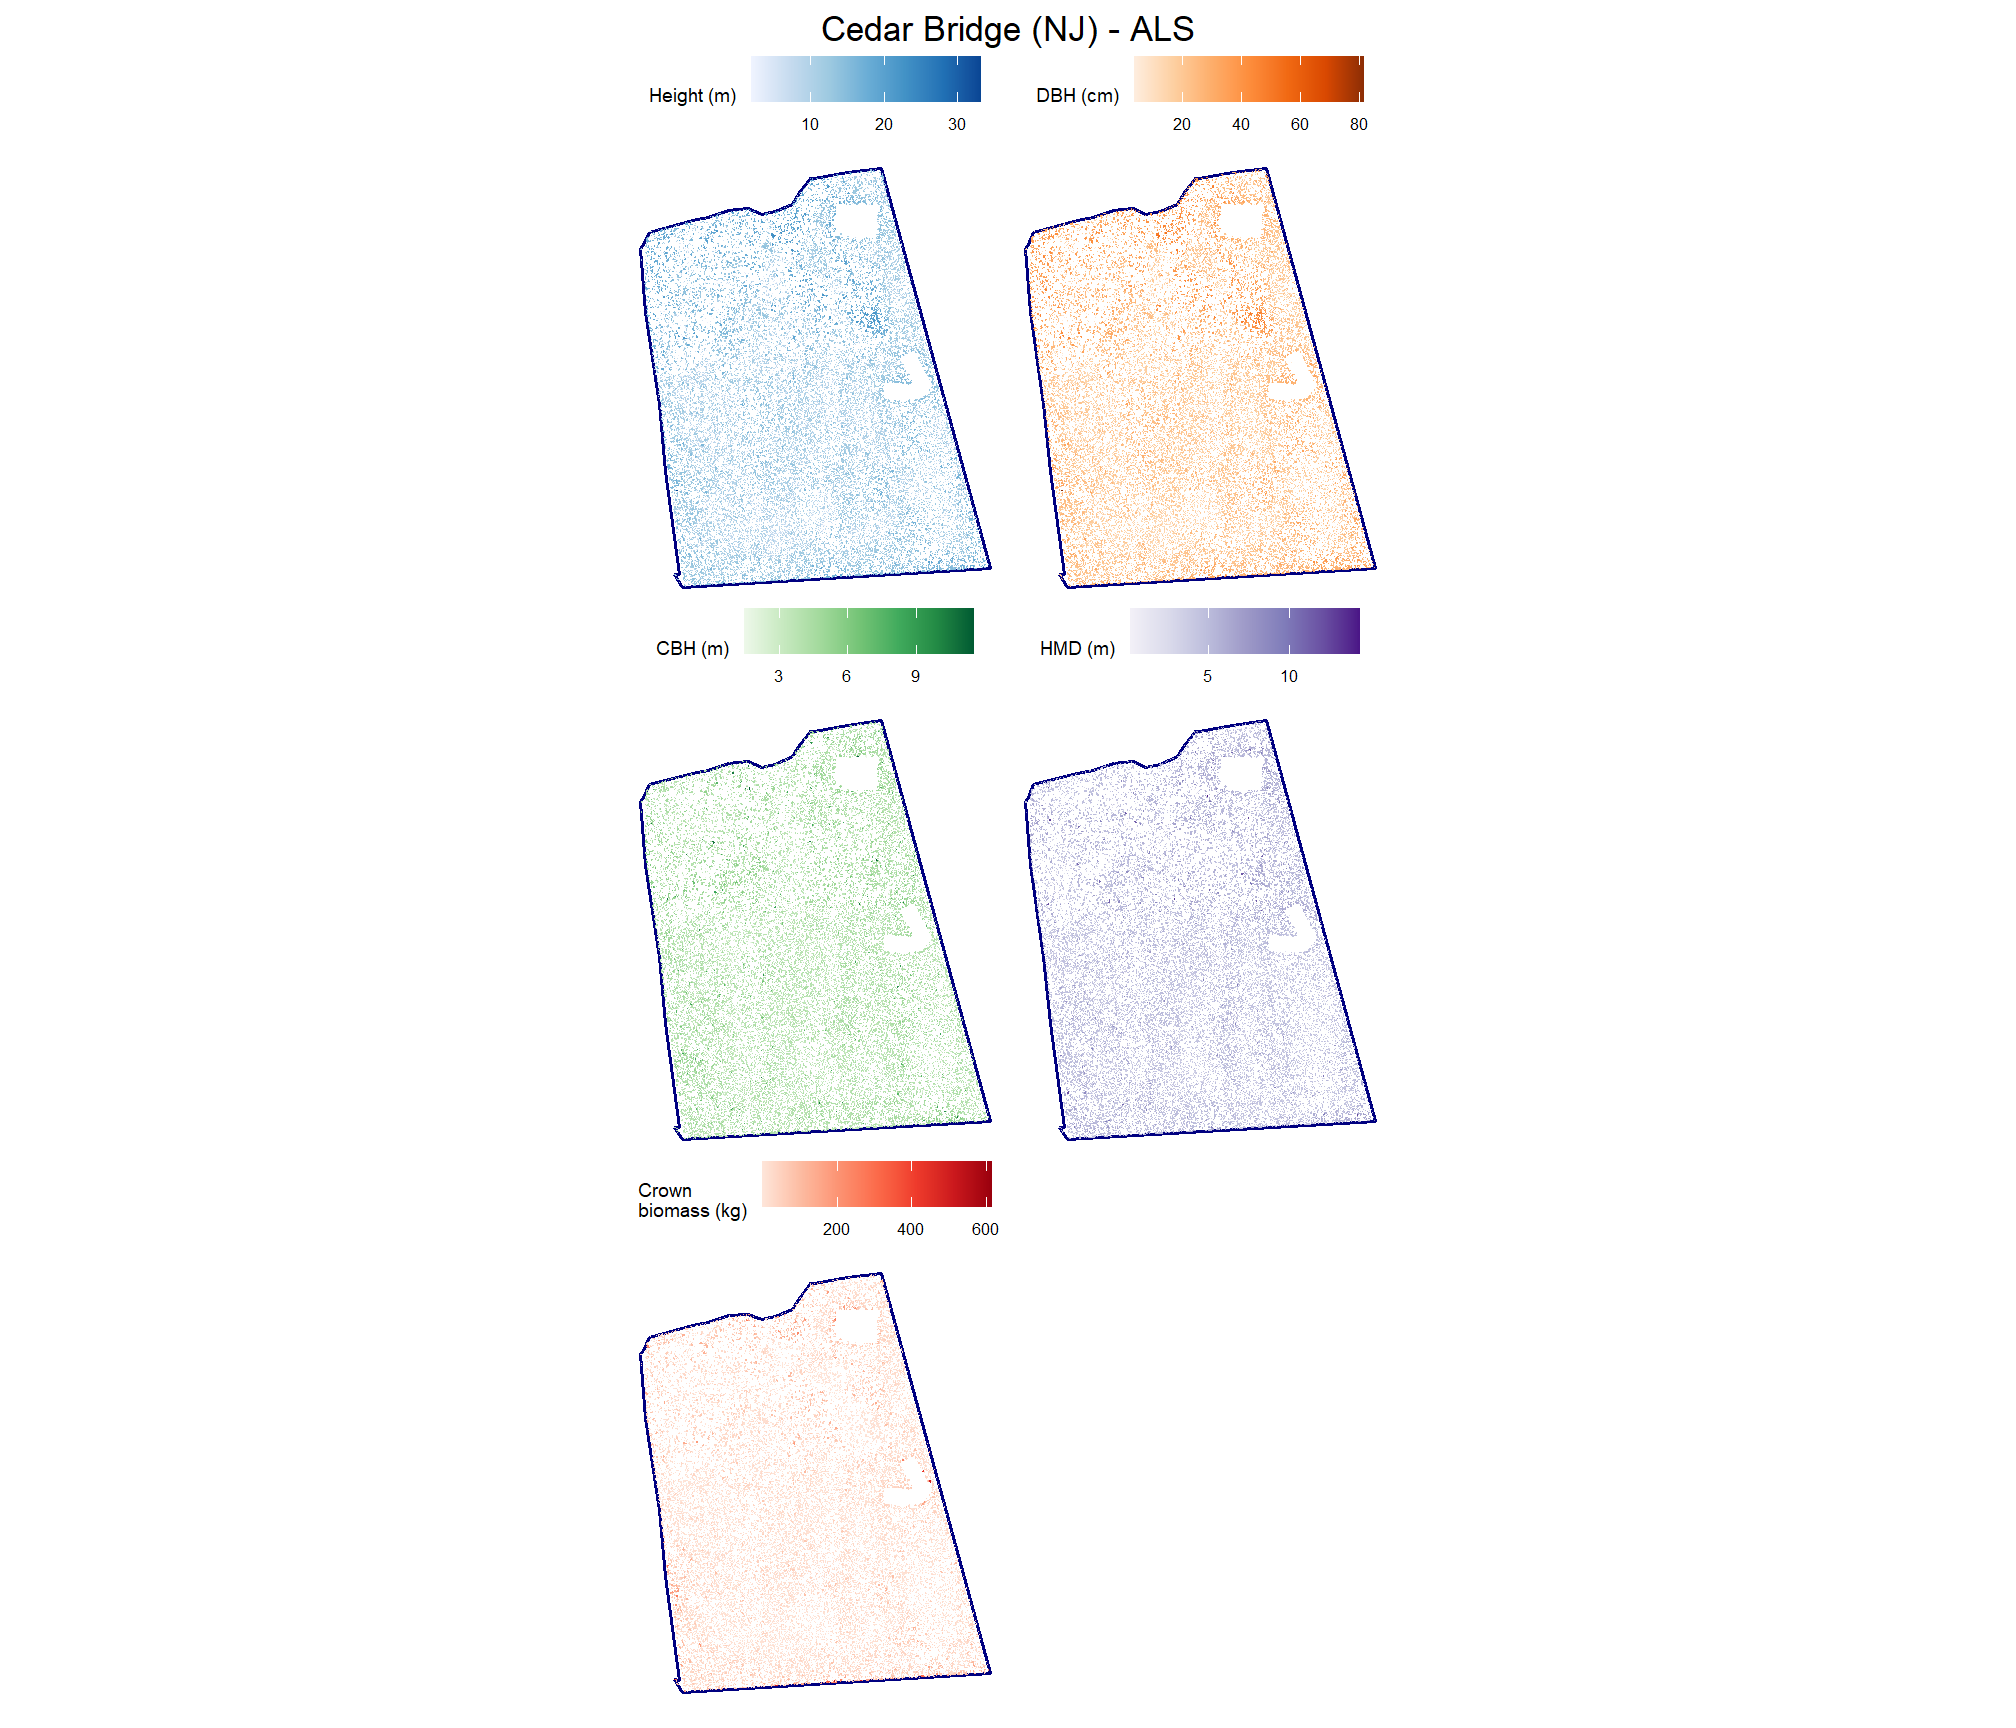 Cedar Bridge (NJ) - ALS
Height (m)
10 20 30
DBH (cm)
20 40 60 80
CBH (m)
3 6 9
HMD (m)
5 10
Crown
biomass (kg)
200 400 600